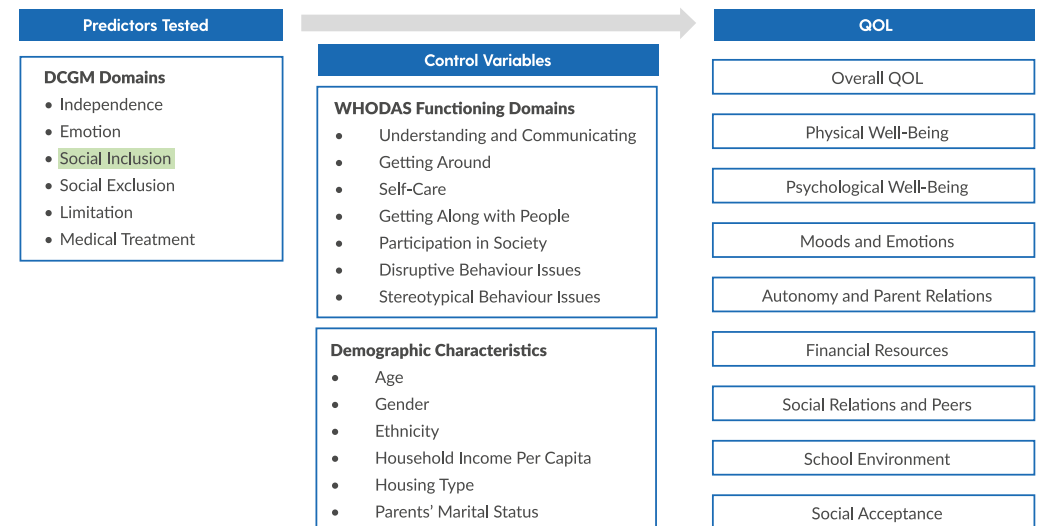 Predictors Tested
DCGM Domains
• Independence
• Emotion
• Social Inclusion
• Social Exclusion
• Limitation
• Medical Treatment
Control Variables
WHODAS Functioning Domains
• Understanding and Communicating
• Getting Around
• Self-Care
• Getting Along with People
• Participation in Society
• Disruptive Behaviour Issues
• Stereotypical Behaviour Issues
Demographic Characteristics
• Age
• Gender
• Ethnicity
• Household Income Per Capita
• Housing Type
• Parents' Marital Status
QOL
Overall QOL
Physical Well-Being
Psychological Well-Being
Moods and Emotions
Autonomy and Parent Relations
Financial Resources
Social Relations and Peers
School Environment
Social Acceptance